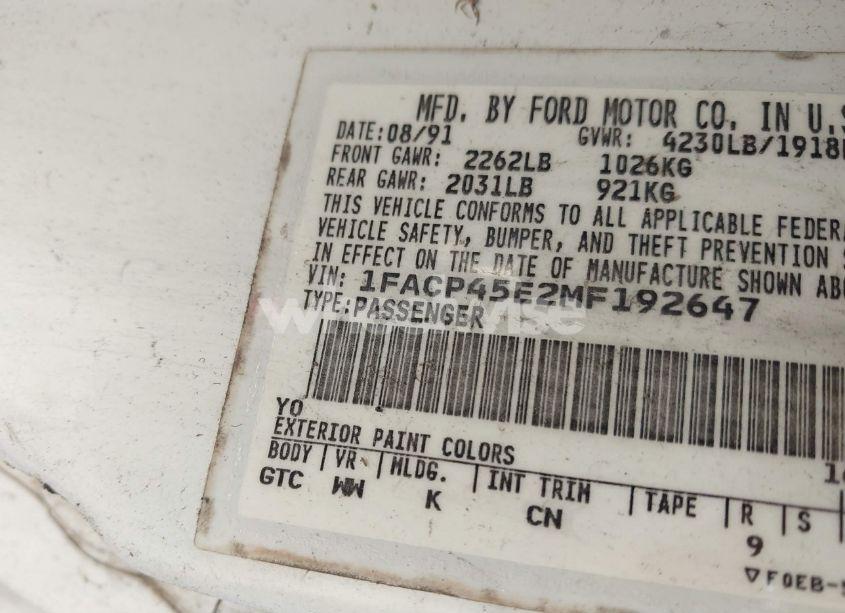 MFD. BY FORD MOTOR CO. IN U.S
DATE: 08/91 GVWR: 4230LB/1918
FRONT GAWR: 2262LB 1026KG
REAR GAWR: 2031LB 921KG
THIS VEHICLE CONFORMS TO ALL APPLICABLE FEDERA
VEHICLE SAFETY, BUMPER, AND THEFT PREVENTION S
IN EFFECT ON THE DATE OF MANUFACTURE SHOWN ABO
VIN: 1FACP45E2MF192647
TYPE: PASSENGER
YO
EXTERIOR PAINT COLORS
BODY VR MLDG. INT TRIM TAPE R S
GTC WW K CN 9
F0EB-